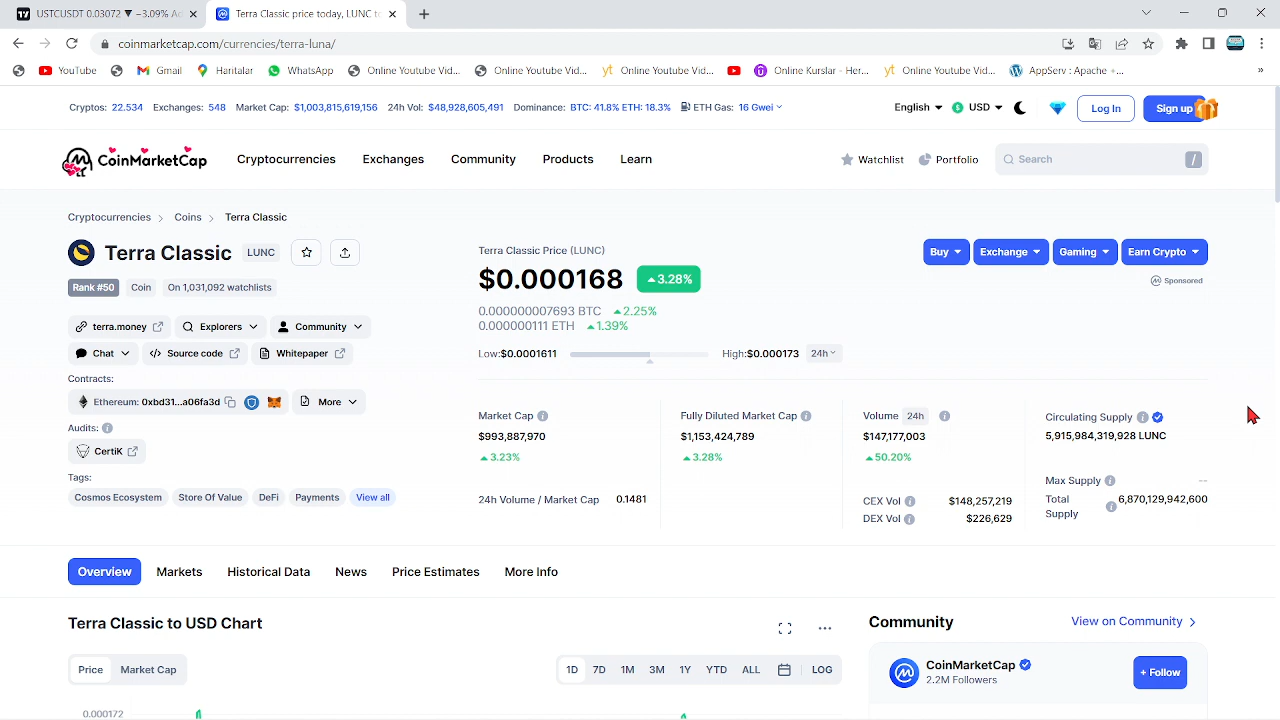 USTCUSDT 0.03072 ▼ −3.09% A
Terra Classic price today, LUNC to
coinmarketcap.com/currencies/terra-luna/
YouTube Gmail Haritalar WhatsApp Online Youtube Vid... Online Youtube Vid... Online Youtube Vid... Online Kurslar - Her... Online Youtube Vid... AppServ : Apache +... »
Cryptos: 22.534 Exchanges: 548 Market Cap: $1,003,815,619,156 24h Vol: $48,928,605,491 Dominance: BTC: 41.8% ETH: 18.3% ETH Gas: 16 Gwei English USD Log In Sign up
CoinMarketCap Cryptocurrencies Exchanges Community Products Learn Watchlist Portfolio Search /
Cryptocurrencies > Coins > Terra Classic
Terra Classic LUNC
Rank #50 Coin On 1,031,092 watchlists
terra.money Explorers Community
Chat Source code Whitepaper
Contracts:
Ethereum: 0xbd31...a06fa3d More
Audits:
CertiK
Tags:
Cosmos Ecosystem Store Of Value DeFi Payments View all
Terra Classic Price (LUNC)
$0.000168 3.28%
0.000000007693 BTC 2.25%
0.000000111 ETH 1.39%
Low:$0.0001611 High:$0.000173 24h
Buy Exchange Gaming Earn Crypto
Sponsored
Market Cap
$993,887,970
3.23%
24h Volume / Market Cap 0.1481
Fully Diluted Market Cap
$1,153,424,789
3.28%
Volume 24h
$147,177,003
50.20%
CEX Vol $148,257,219
DEX Vol $226,629
Circulating Supply
5,915,984,319,928 LUNC
Max Supply --
Total Supply 6,870,129,942,600
Overview Markets Historical Data News Price Estimates More Info
Terra Classic to USD Chart
Price Market Cap 1D 7D 1M 3M 1Y YTD ALL LOG
0.000172
Community View on Community >
CoinMarketCap
2.2M Followers
+ Follow